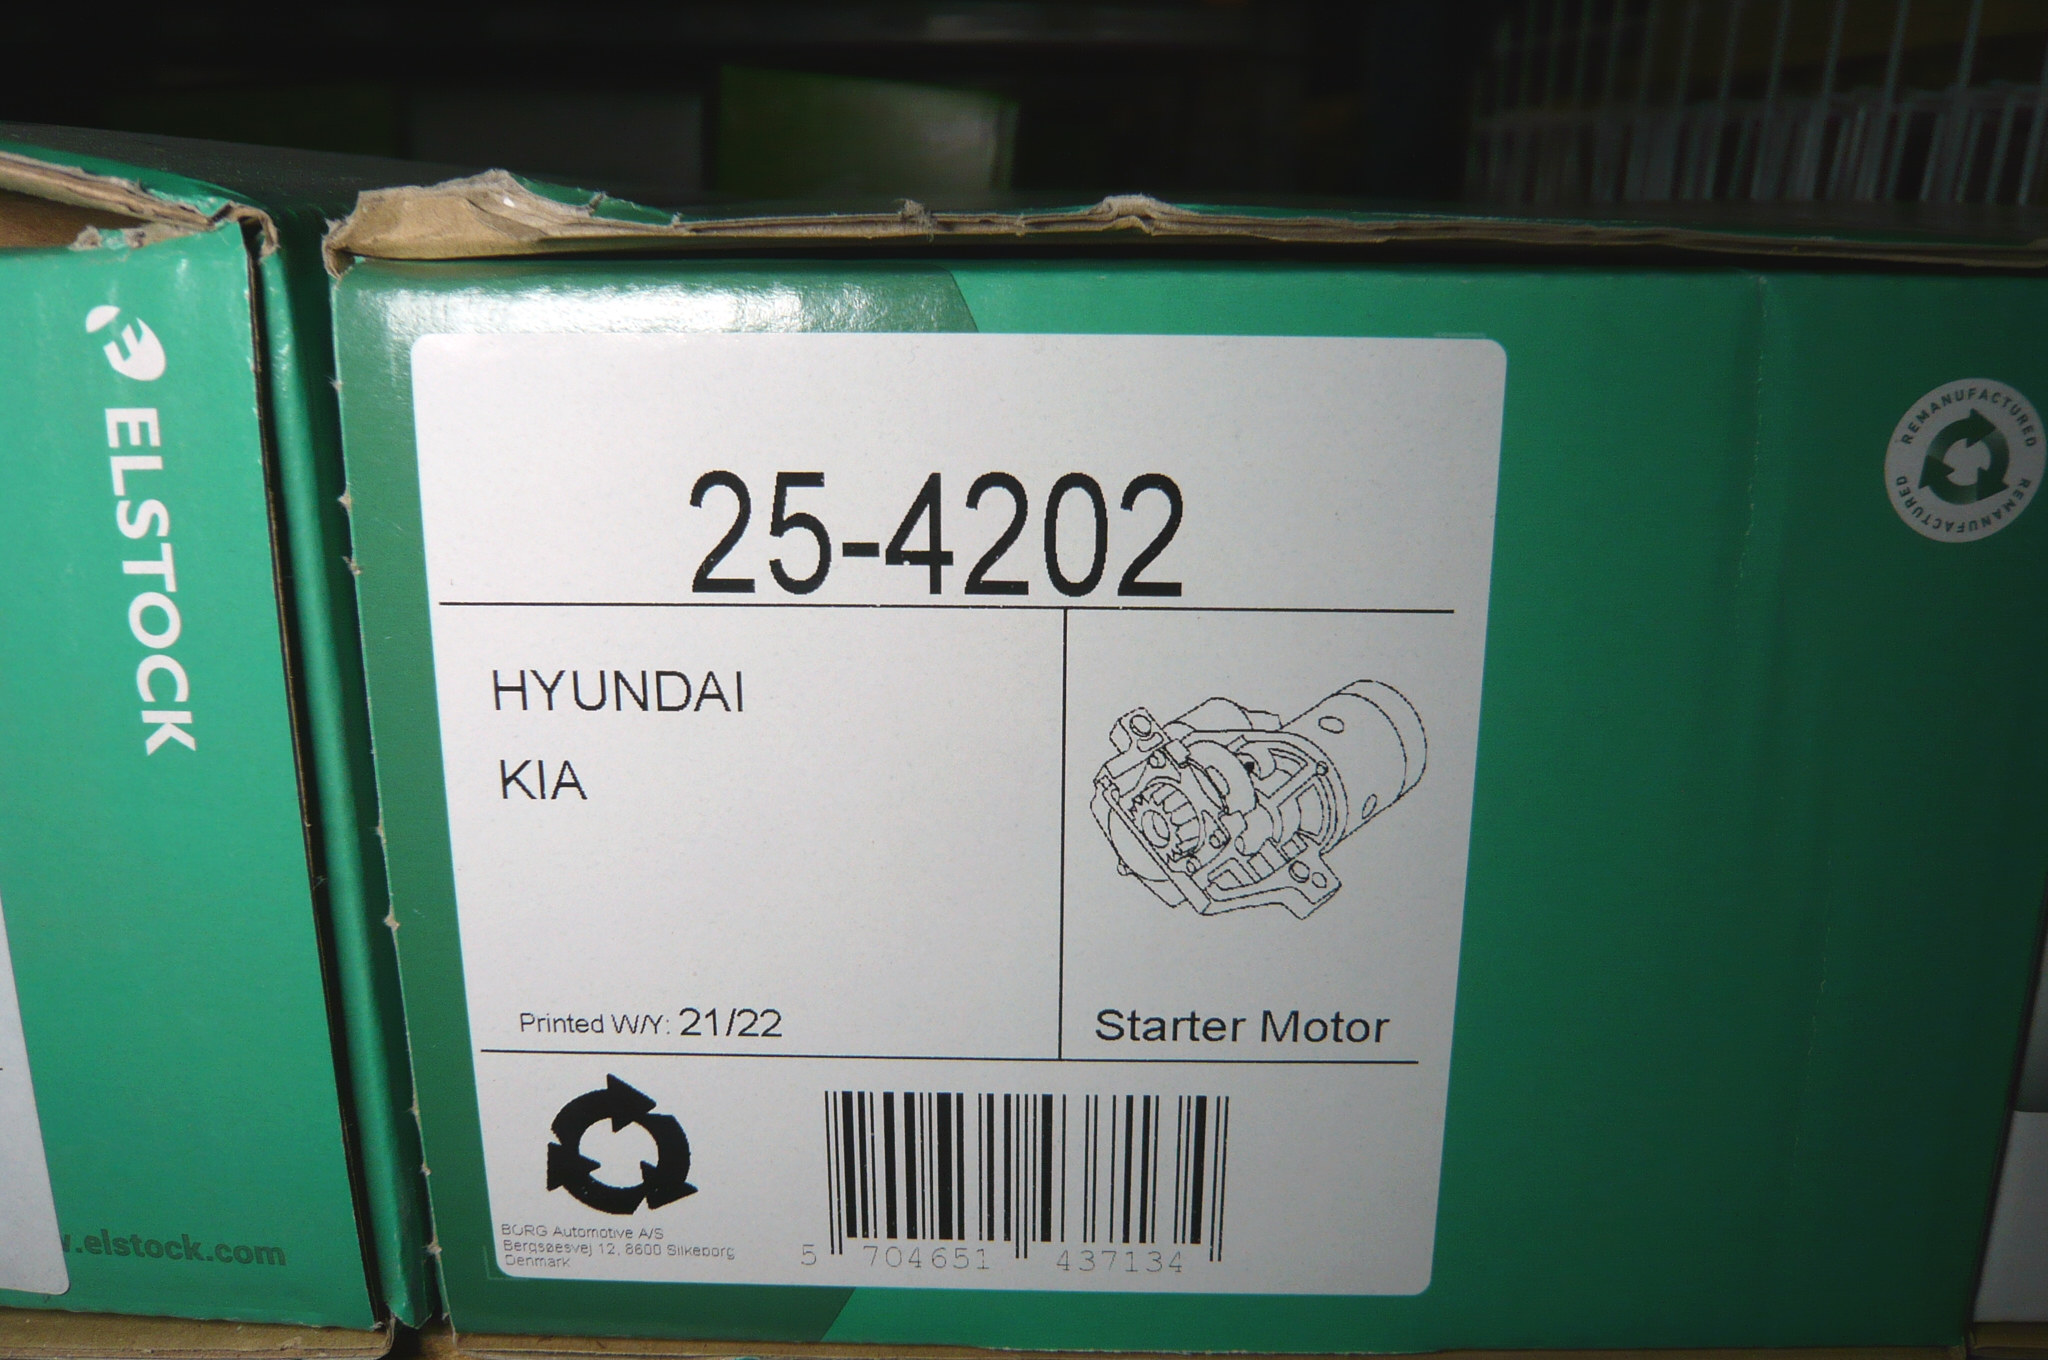 ELSTOCK
.elstock.com
REMANUFACTURED
REMANUFACTURED
25-4202
HYUNDAI
KIA
Printed W/Y: 21/22
Starter Motor
BORG Automotive A/S
Bergsøesvej 12, 8600 Silkeborg
Denmark
5 704651 437134